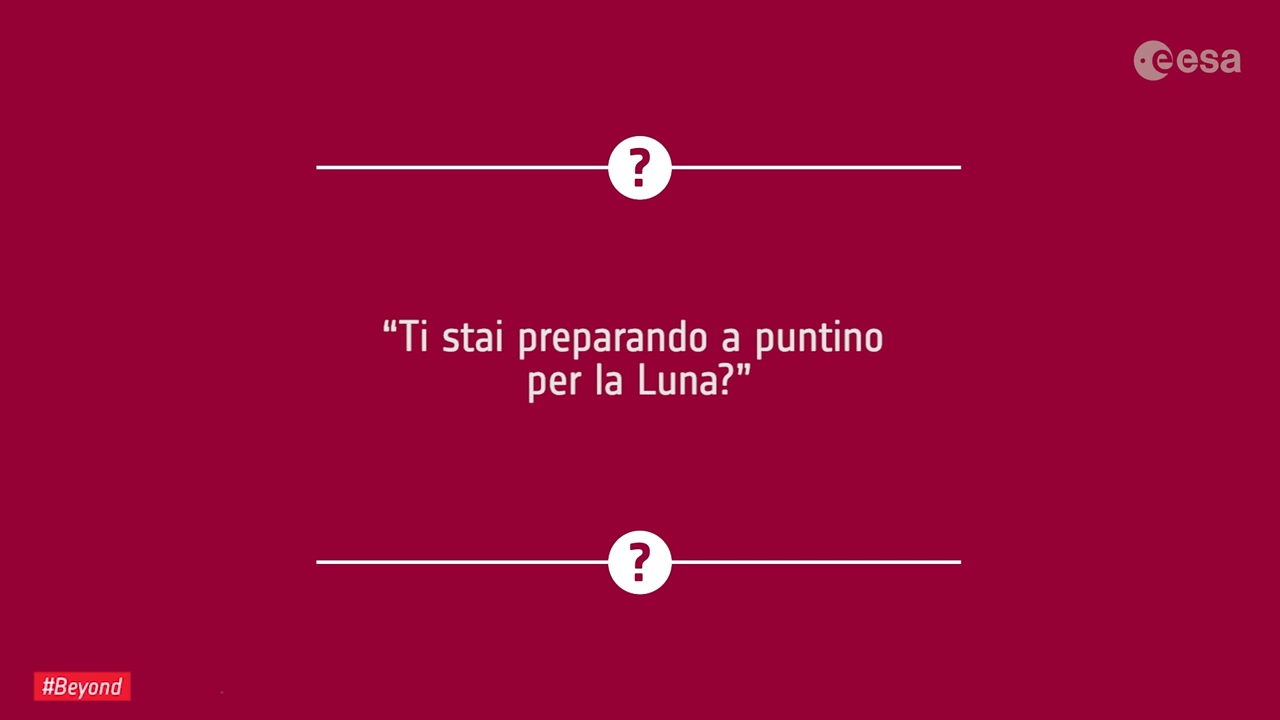 esa
?
“Ti stai preparando a puntino
per la Luna?”
?
#Beyond